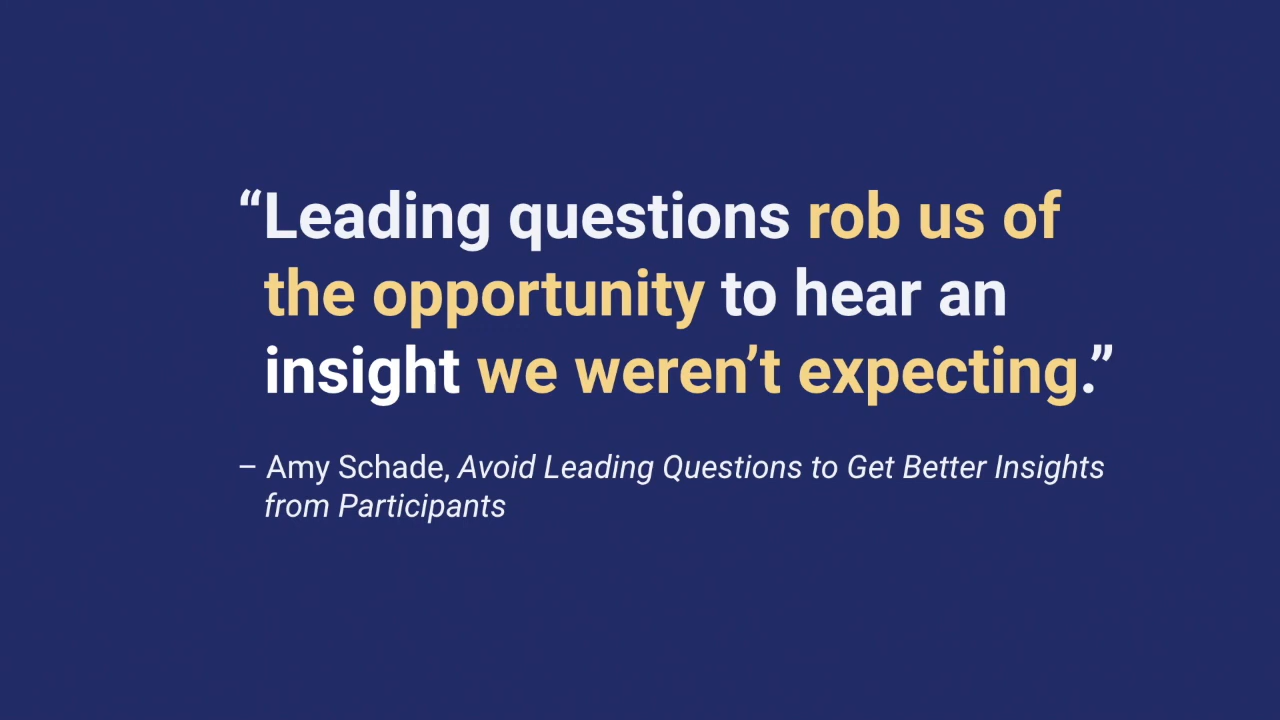 “Leading questions rob us of
the opportunity to hear an
insight we weren’t expecting.”
– Amy Schade, Avoid Leading Questions to Get Better Insights
from Participants